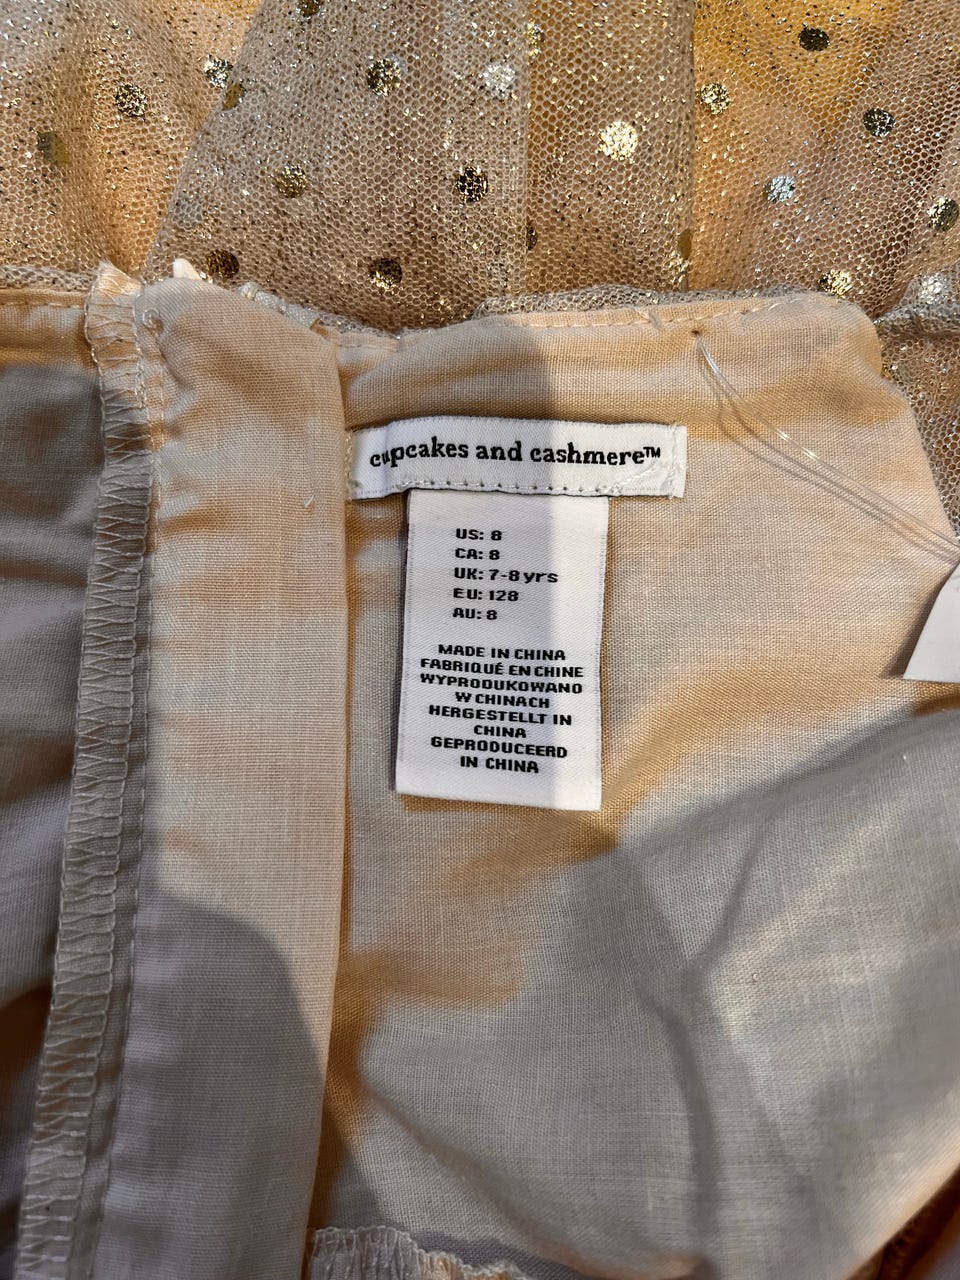 cupcakes and cashmere™
US: 8
CA: 8
UK: 7-8 yrs
EU: 128
AU: 8
MADE IN CHINA
FABRIQUÉ EN CHINE
WYPRODUKOWANO
W CHINACH
HERGESTELLT IN
CHINA
GEPRODUCEERD
IN CHINA